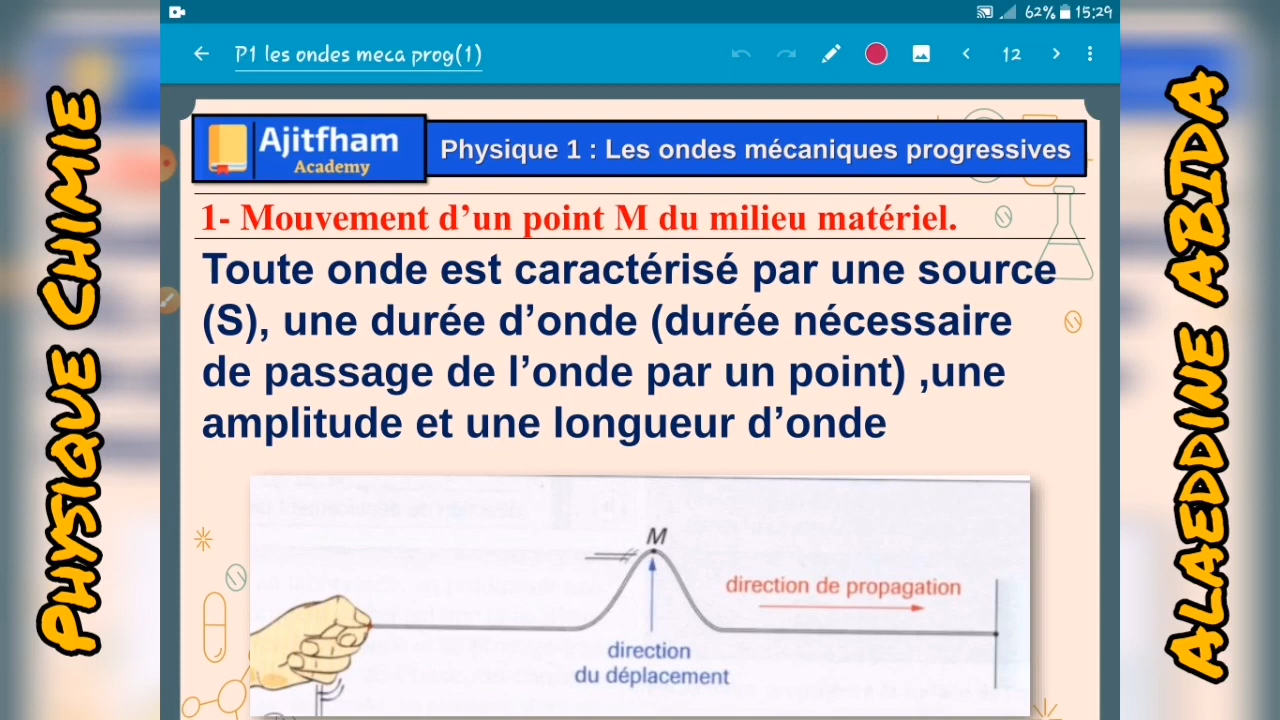 62% 15:29
P1 les ondes meca prog(1)
12
PHYSIQUE CHIMIE
ALAEDDINE ABIDA
Ajitfham
Academy
Physique 1 : Les ondes mécaniques progressives
1- Mouvement d’un point M du milieu matériel.
Toute onde est caractérisé par une source
(S), une durée d’onde (durée nécessaire
de passage de l’onde par un point) ,une
amplitude et une longueur d’onde
M
direction de propagation
direction
du déplacement